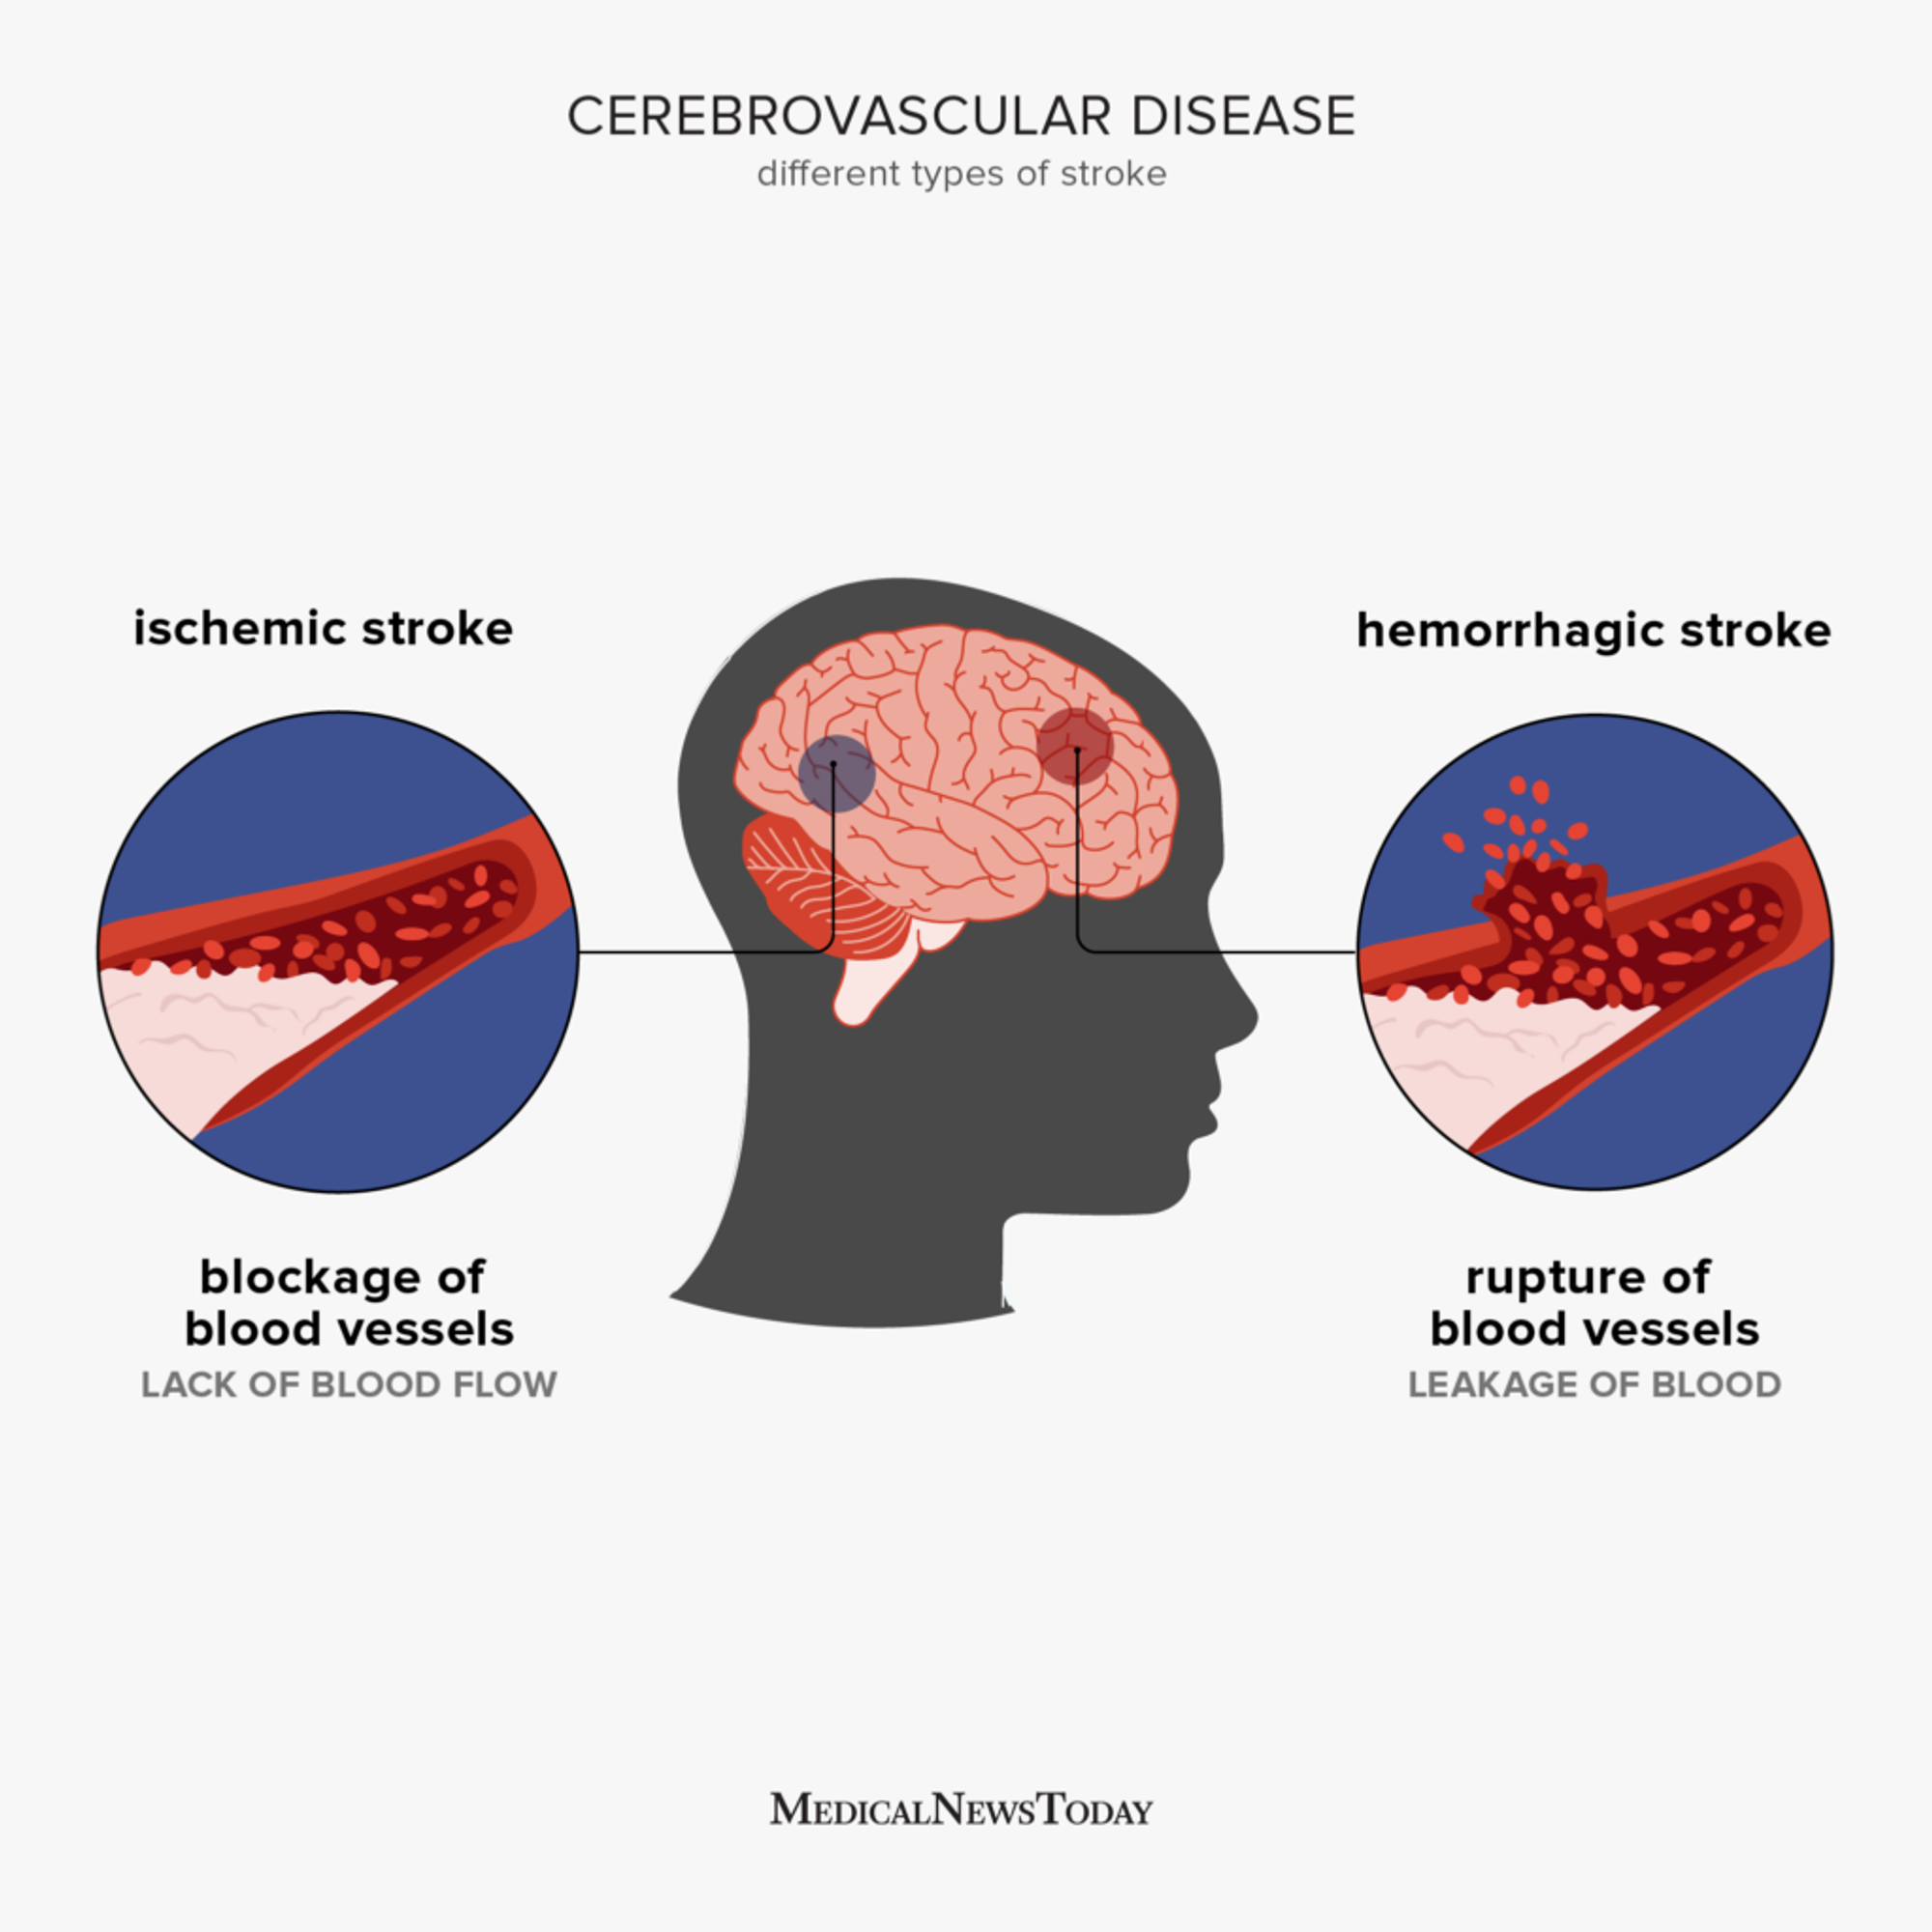 CEREBROVASCULAR DISEASE
different types of stroke
ischemic stroke
hemorrhagic stroke
blockage of
blood vessels
LACK OF BLOOD FLOW
rupture of
blood vessels
LEAKAGE OF BLOOD
MEDICALNEWSTODAY